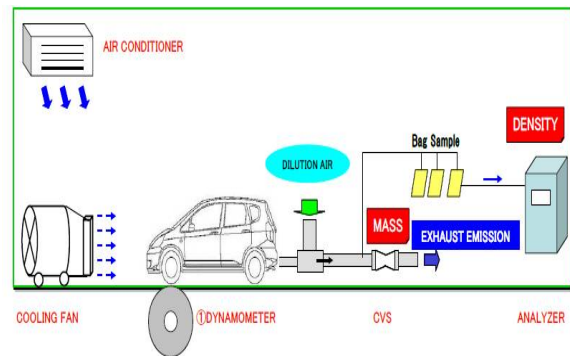 AIR CONDITIONER
DENSITY
Bag Sample
DILUTION AIR
MASS
EXHAUST EMISSION
COOLING FAN
①DYNAMOMETER
CVS
ANALYZER